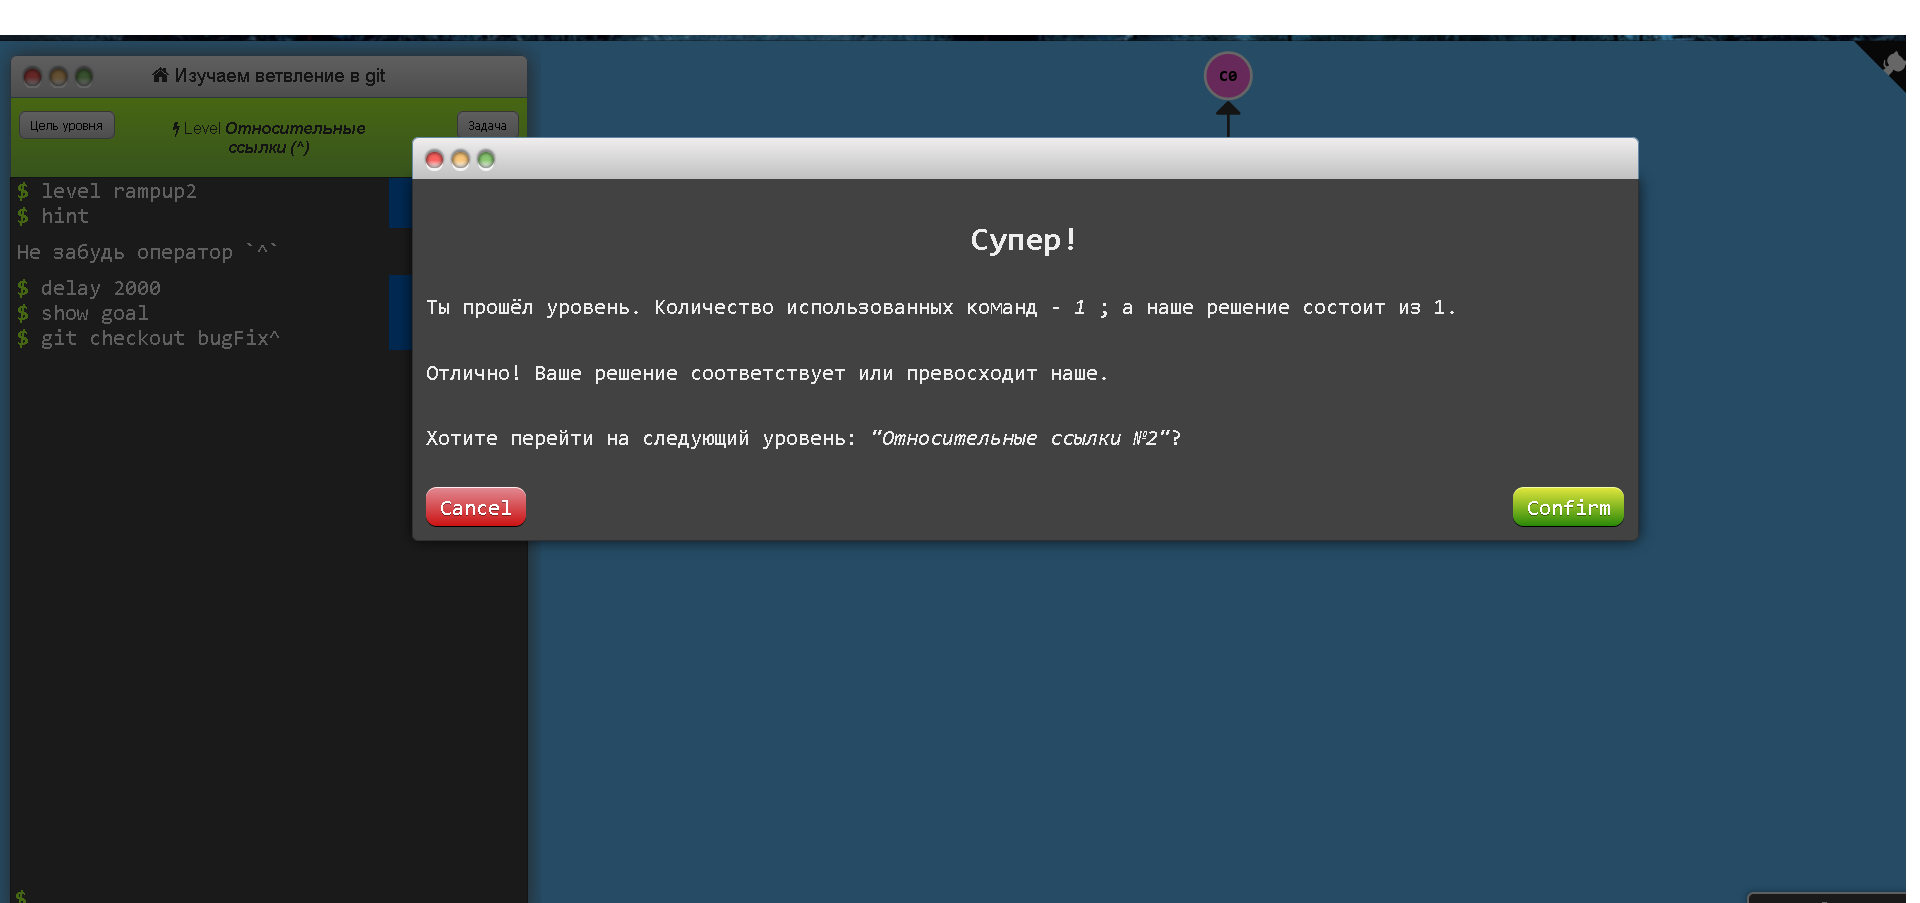 Изучаем ветвление в git
Цель уровня
Level Относительные
ссылки (^)
Задача
$ level rampup2
$ hint
Не забудь оператор `^`
$ delay 2000
$ show goal
$ git checkout bugFix^
$
C0
Супер!
Ты прошёл уровень. Количество использованных команд - 1 ; а наше решение состоит из 1.
Отлично! Ваше решение соответствует или превосходит наше.
Хотите перейти на следующий уровень: "Относительные ссылки №2"?
Cancel
Confirm